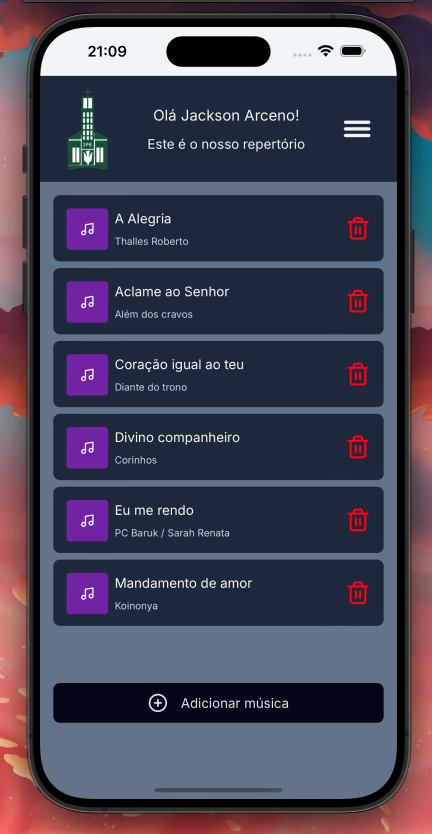 21:09
Olá Jackson Arceno!
Este é o nosso repertório
IPE
A Alegria
Thalles Roberto
Aclame ao Senhor
Além dos cravos
Coração igual ao teu
Diante do trono
Divino companheiro
Corinhos
Eu me rendo
PC Baruk / Sarah Renata
Mandamento de amor
Koinonya
Adicionar música